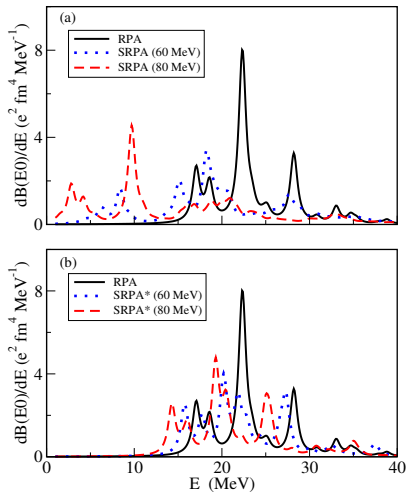 (a)
RPA
SRPA (60 MeV)
SRPA (80 MeV)
dB(E0)/dE (e² fm⁴ MeV⁻¹)
8
4
0
(b)
RPA
SRPA* (60 MeV)
SRPA* (80 MeV)
dB(E0)/dE (e² fm⁴ MeV⁻¹)
8
4
0
0 10 20 30 40
E (MeV)